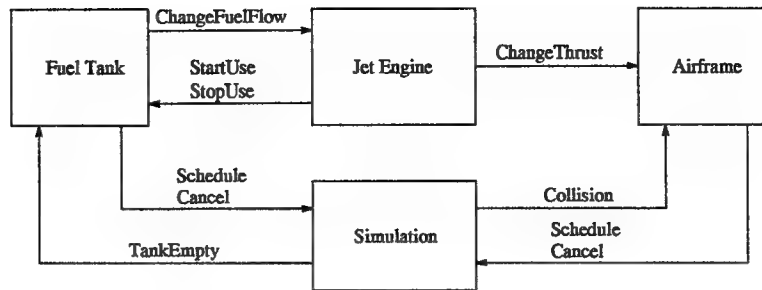 ChangeFuelFlow
Fuel Tank
StartUse
StopUse
Jet Engine
ChangeThrust
Airframe
Schedule
Cancel
TankEmpty
Simulation
Collision
Schedule
Cancel